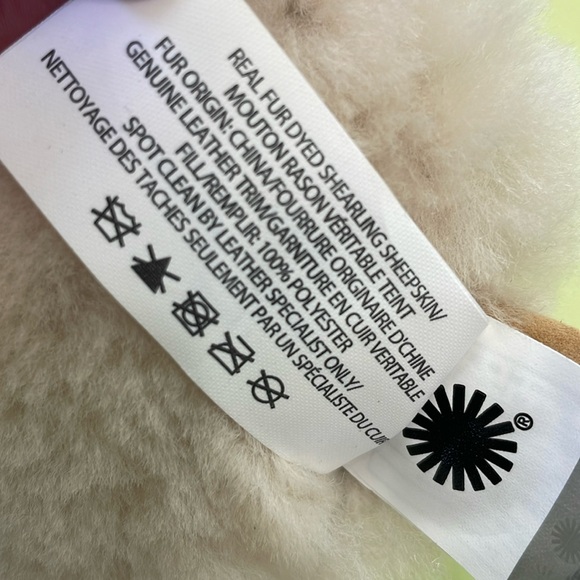 REAL FUR DYED SHEARLING SHEEPSKIN/
MOUTON RASON VÉRITABLE TEINT
FUR ORIGIN: CHINA/FOURRURE ORIGINAIRE D'CHINE
GENUINE LEATHER TRIM/GARNITURE EN CUIR VERITABLE
FILL/REMPLIR: 100% POLYESTER
SPOT CLEAN BY LEATHER SPECIALIST ONLY/
NETTOYAGE DES TACHES SEULEMENT PAR UN SPÉCIALISTE DU CUIR
®